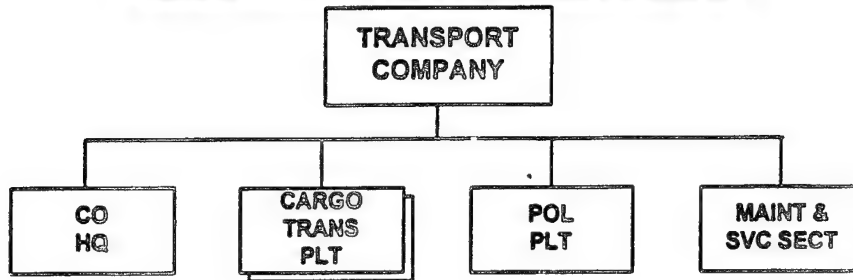 TRANSPORT
COMPANY
CO
HQ
CARGO
TRANS
PLT
POL
PLT
MAINT &
SVC SECT